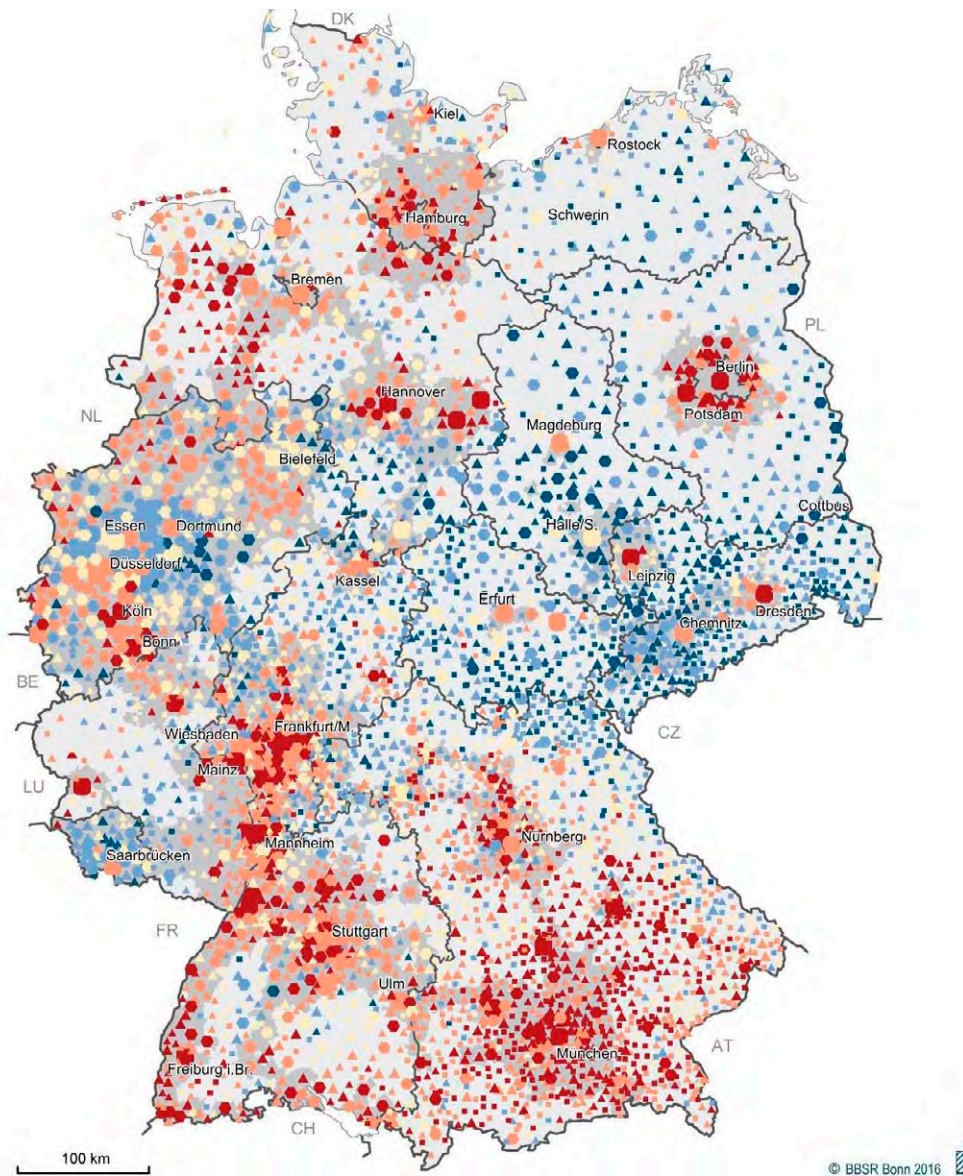 DK
Kiel
Rostock
Hamburg
Schwerin
Bremen
PL
Berlin
Hannover
NL
Potsdam
Magdeburg
Bielefeld
Cottbus
Essen
Dortmund
Halle/S.
Düsseldorf
Leipzig
Kassel
Erfurt
Köln
Dresden
Chemnitz
Bonn
BE
Frankfurt/M.
CZ
Wiesbaden
Mainz
LU
Nürnberg
Mannheim
Saarbrücken
FR
Stuttgart
Ulm
AT
München
Freiburg i.Br.
CH
100 km
© BBSR Bonn 2016